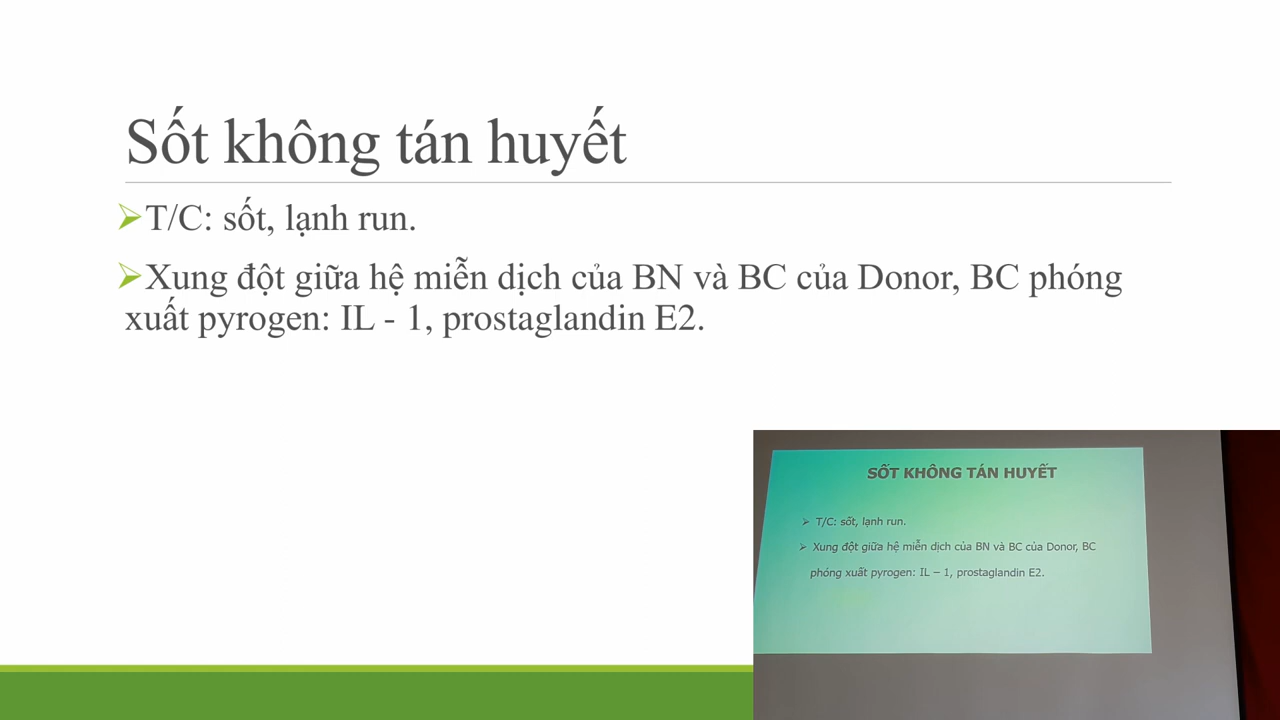 Sốt không tán huyết
➢T/C: sốt, lạnh run.
➢Xung đột giữa hệ miễn dịch của BN và BC của Donor, BC phóng
xuất pyrogen: IL - 1, prostaglandin E2.
SỐT KHÔNG TÁN HUYẾT
➢ T/C: sốt, lạnh run.
➢ Xung đột giữa hệ miễn dịch của BN và BC của Donor, BC
phóng xuất pyrogen: IL – 1, prostaglandin E2.